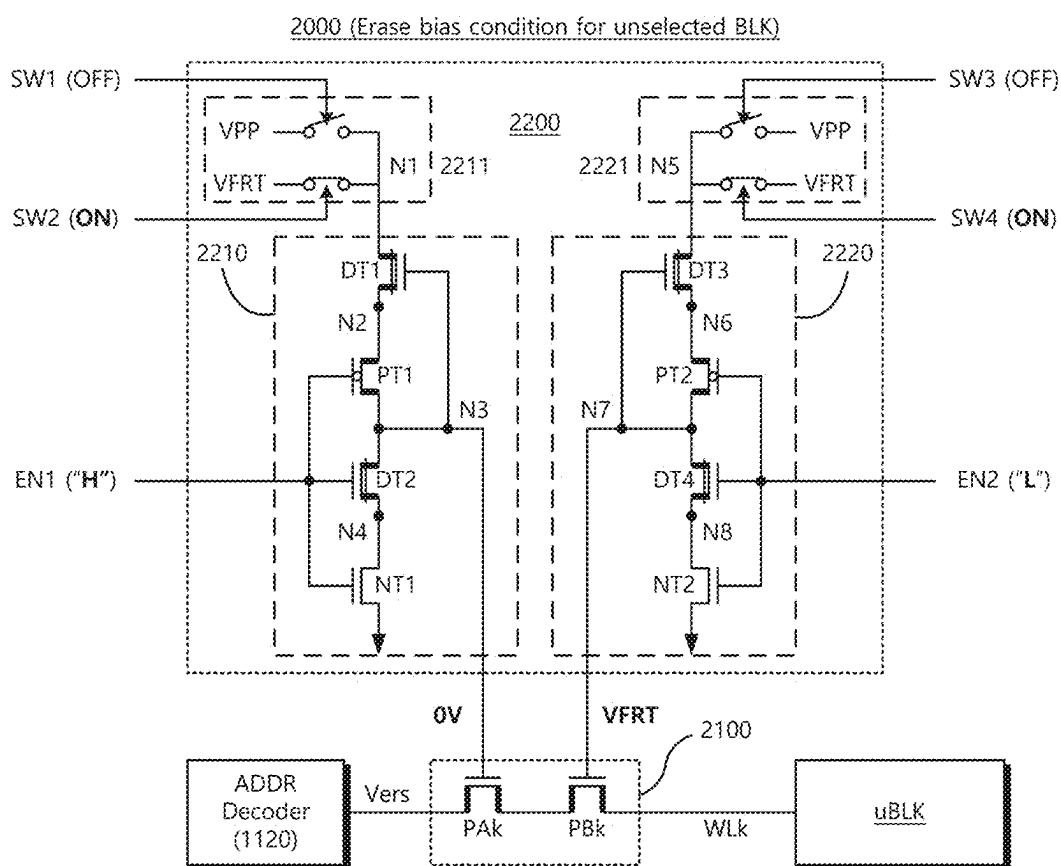 2000 (Erase bias condition for unselected BLK)
SW1 (OFF)
SW3 (OFF)
VPP
2200
VPP
N1
2211
2221
N5
VFRT
VFRT
SW2 (ON)
SW4 (ON)
2210
2220
DT1
DT3
N2
N6
PT1
PT2
N3
N7
EN1 ("H")
DT2
DT4
EN2 ("L")
N4
N8
NT1
NT2
0V
VFRT
2100
ADDR
Decoder
(1120)
Vers
PAk
PBk
WLk
uBLK